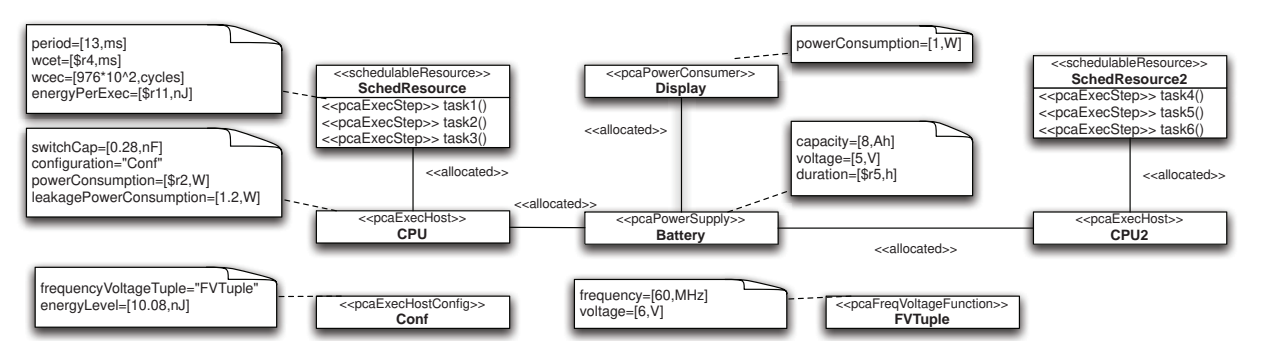 period=[13,ms]
wcet=[$r4,ms]
wcec=[976*10^2,cycles]
energyPerExec=[$r11,nJ]
<<schedulableResource>>
SchedResource
<<pcaExecStep>> task1()
<<pcaExecStep>> task2()
<<pcaExecStep>> task3()
<<pcaPowerConsumer>>
Display
powerConsumption=[1,W]
<<schedulableResource>>
SchedResource2
<<pcaExecStep>> task4()
<<pcaExecStep>> task5()
<<pcaExecStep>> task6()
switchCap=[0.28,nF]
configuration="Conf"
powerConsumption=[$r2,W]
leakagePowerConsumption=[1.2,W]
<<allocated>>
<<allocated>>
capacity=[8,Ah]
voltage=[5,V]
duration=[$r5,h]
<<allocated>>
<<allocated>>
<<pcaExecHost>>
CPU
<<pcaPowerSupply>>
Battery
<<allocated>>
<<pcaExecHost>>
CPU2
frequencyVoltageTuple="FVTuple"
energyLevel=[10.08,nJ]
<<pcaExecHostConfig>>
Conf
frequency=[60,MHz]
voltage=[6,V]
<<pcaFreqVoltageFunction>>
FVTuple